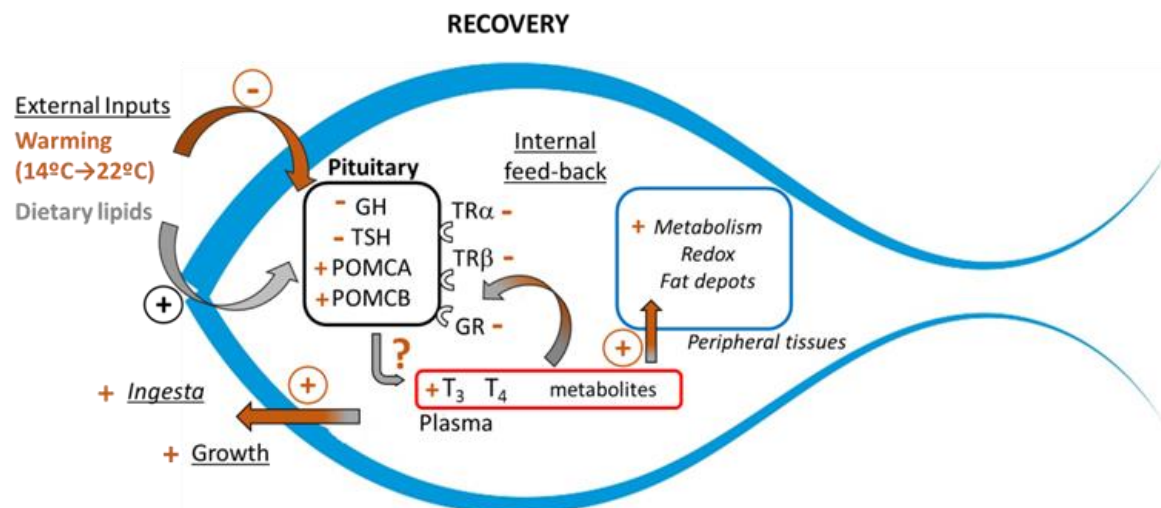 RECOVERY
External Inputs
Warming
(14ºC→22ºC)
Dietary lipids
-
+
Pituitary
- GH
- TSH
+ POMCA
+ POMCB
Internal
feed-back
TRα -
TRβ -
GR -
+ Metabolism
Redox
Fat depots
Peripheral tissues
+
?
+ T3 T4 metabolites
Plasma
+
+ Ingesta
+ Growth